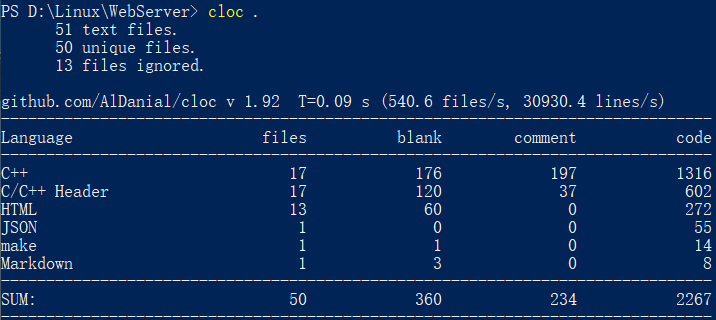 PS D:\Linux\WebServer> cloc .
51 text files.
50 unique files.
13 files ignored.
github.com/AlDanial/cloc v 1.92  T=0.09 s (540.6 files/s, 30930.4 lines/s)
Language files blank comment code
C++ 17 176 197 1316
C/C++ Header 17 120 37 602
HTML 13 60 0 272
JSON 1 0 0 55
make 1 1 0 14
Markdown 1 3 0 8
SUM: 50 360 234 2267